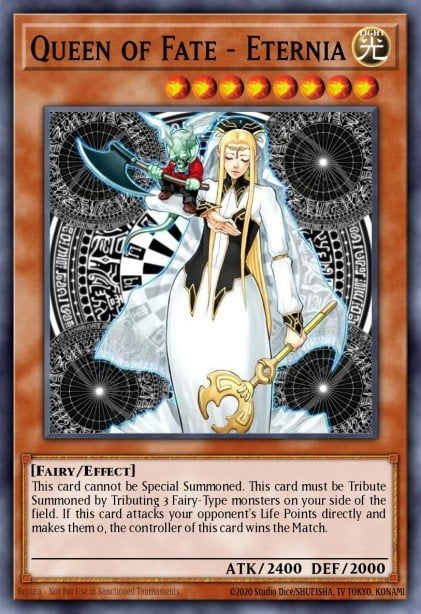 QUEEN OF FATE - ETERNIA
LIGHT
光
[FAIRY/EFFECT]
This card cannot be Special Summoned. This card must be Tribute
Summoned by Tributing 3 Fairy-Type monsters on your side of the
field. If this card attacks your opponent's Life Points directly and
makes them 0, the controller of this card wins the Match.
ATK/2400 DEF/2000
Replica - Not For Use in Sanctioned Tournaments
©2020 Studio Dice/SHUEISHA, TV TOKYO, KONAMI